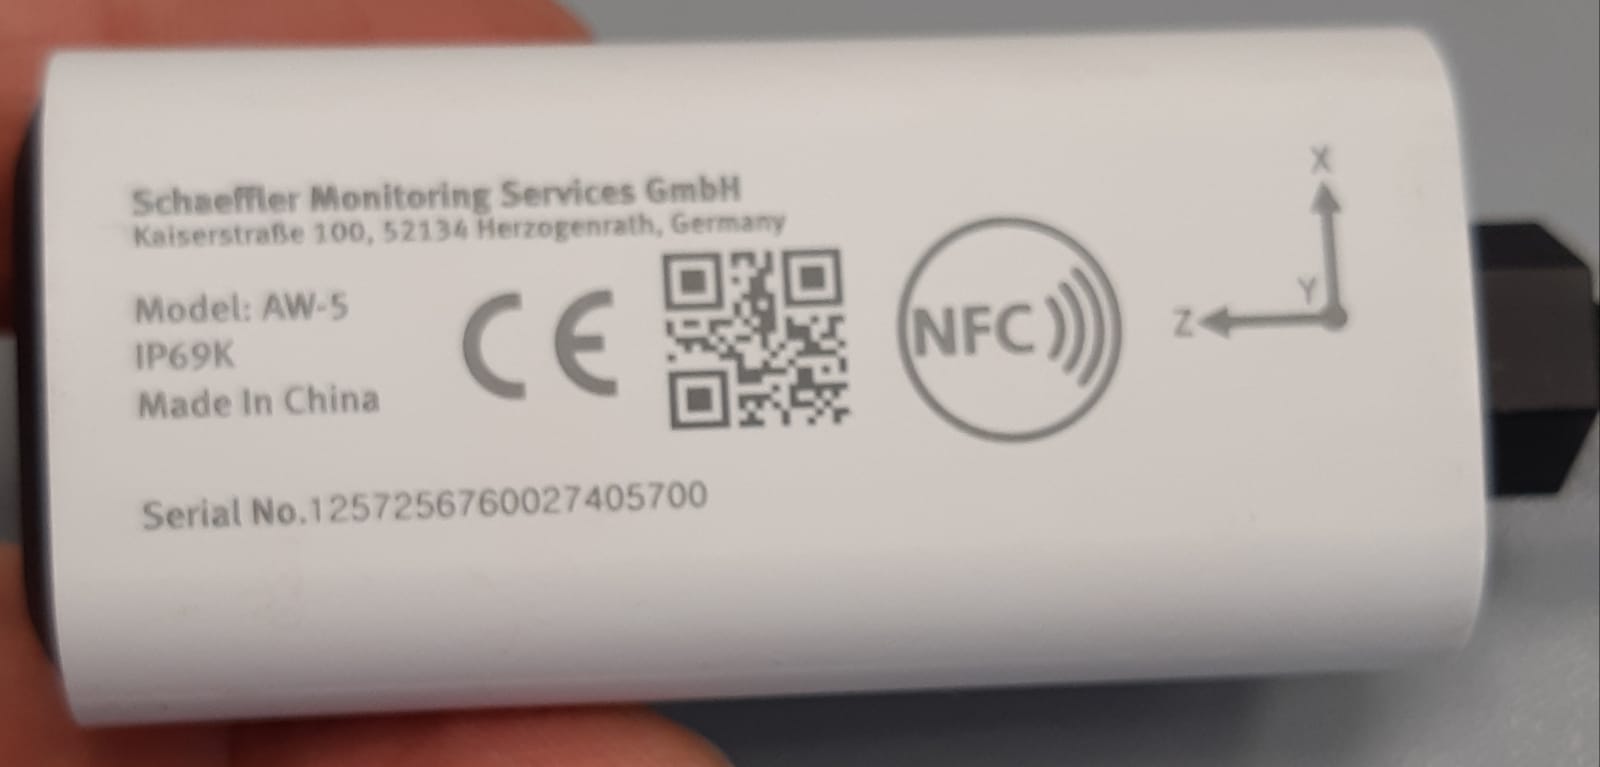 Schaeffler Monitoring Services GmbH
Kaiserstraße 100, 52134 Herzogenrath, Germany
Model: AW-5
IP69K
Made In China
CE
NFC
X
Y
Z
Serial No.1257256760027405700